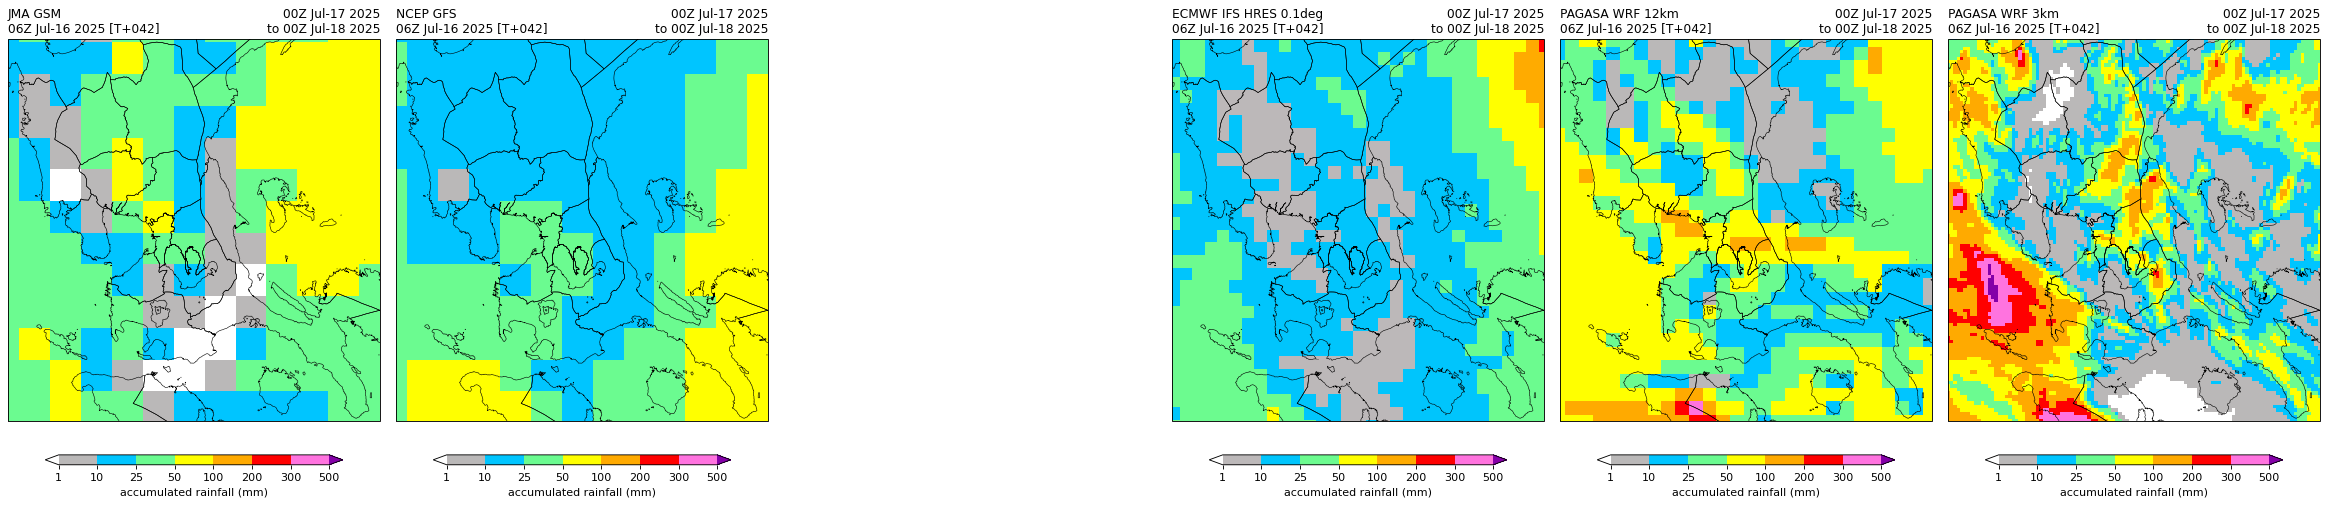 JMA GSM 00Z Jul-17 2025
06Z Jul-16 2025 [T+042] to 00Z Jul-18 2025
NCEP GFS 00Z Jul-17 2025
06Z Jul-16 2025 [T+042] to 00Z Jul-18 2025
ECMWF IFS HRES 0.1deg 00Z Jul-17 2025
06Z Jul-16 2025 [T+042] to 00Z Jul-18 2025
PAGASA WRF 12km 00Z Jul-17 2025
06Z Jul-16 2025 [T+042] to 00Z Jul-18 2025
PAGASA WRF 3km 00Z Jul-17 2025
06Z Jul-16 2025 [T+042] to 00Z Jul-18 2025
1 10 25 50 100 200 300 500
accumulated rainfall (mm)
1 10 25 50 100 200 300 500
accumulated rainfall (mm)
1 10 25 50 100 200 300 500
accumulated rainfall (mm)
1 10 25 50 100 200 300 500
accumulated rainfall (mm)
1 10 25 50 100 200 300 500
accumulated rainfall (mm)